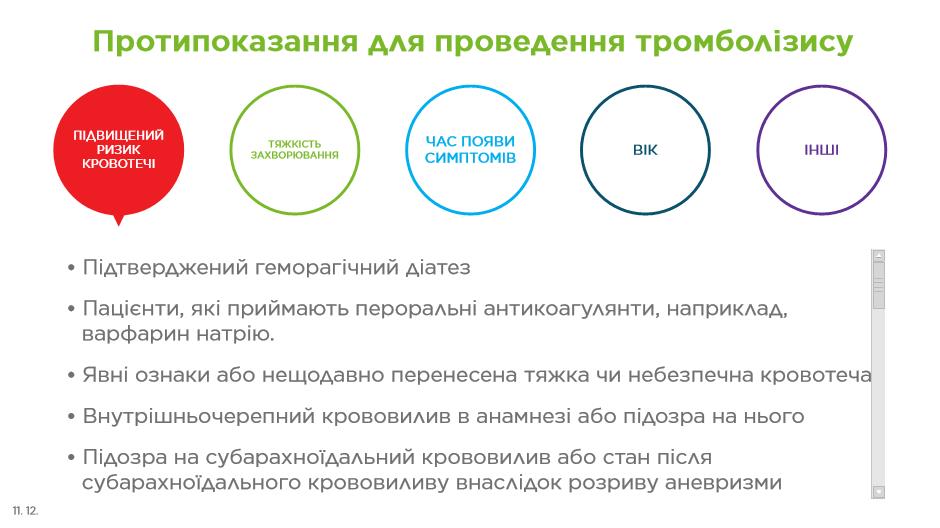 Протипоказання для проведення тромболізису
ПІДВИЩЕНИЙ
РИЗИК
КРОВОТЕЧІ
ТЯЖКІСТЬ
ЗАХВОРЮВАННЯ
ЧАС ПОЯВИ
СИМПТОМІВ
ВІК
ІНШІ
• Підтверджений геморагічний діатез
• Пацієнти, які приймають пероральні антикоагулянти, наприклад,
варфарин натрію.
• Явні ознаки або нещодавно перенесена тяжка чи небезпечна кровотеча
• Внутрішньочерепний крововилив в анамнезі або підозра на нього
• Підозра на субарахноїдальний крововилив або стан після
субарахноїдального крововиливу внаслідок розриву аневризми
11. 12.